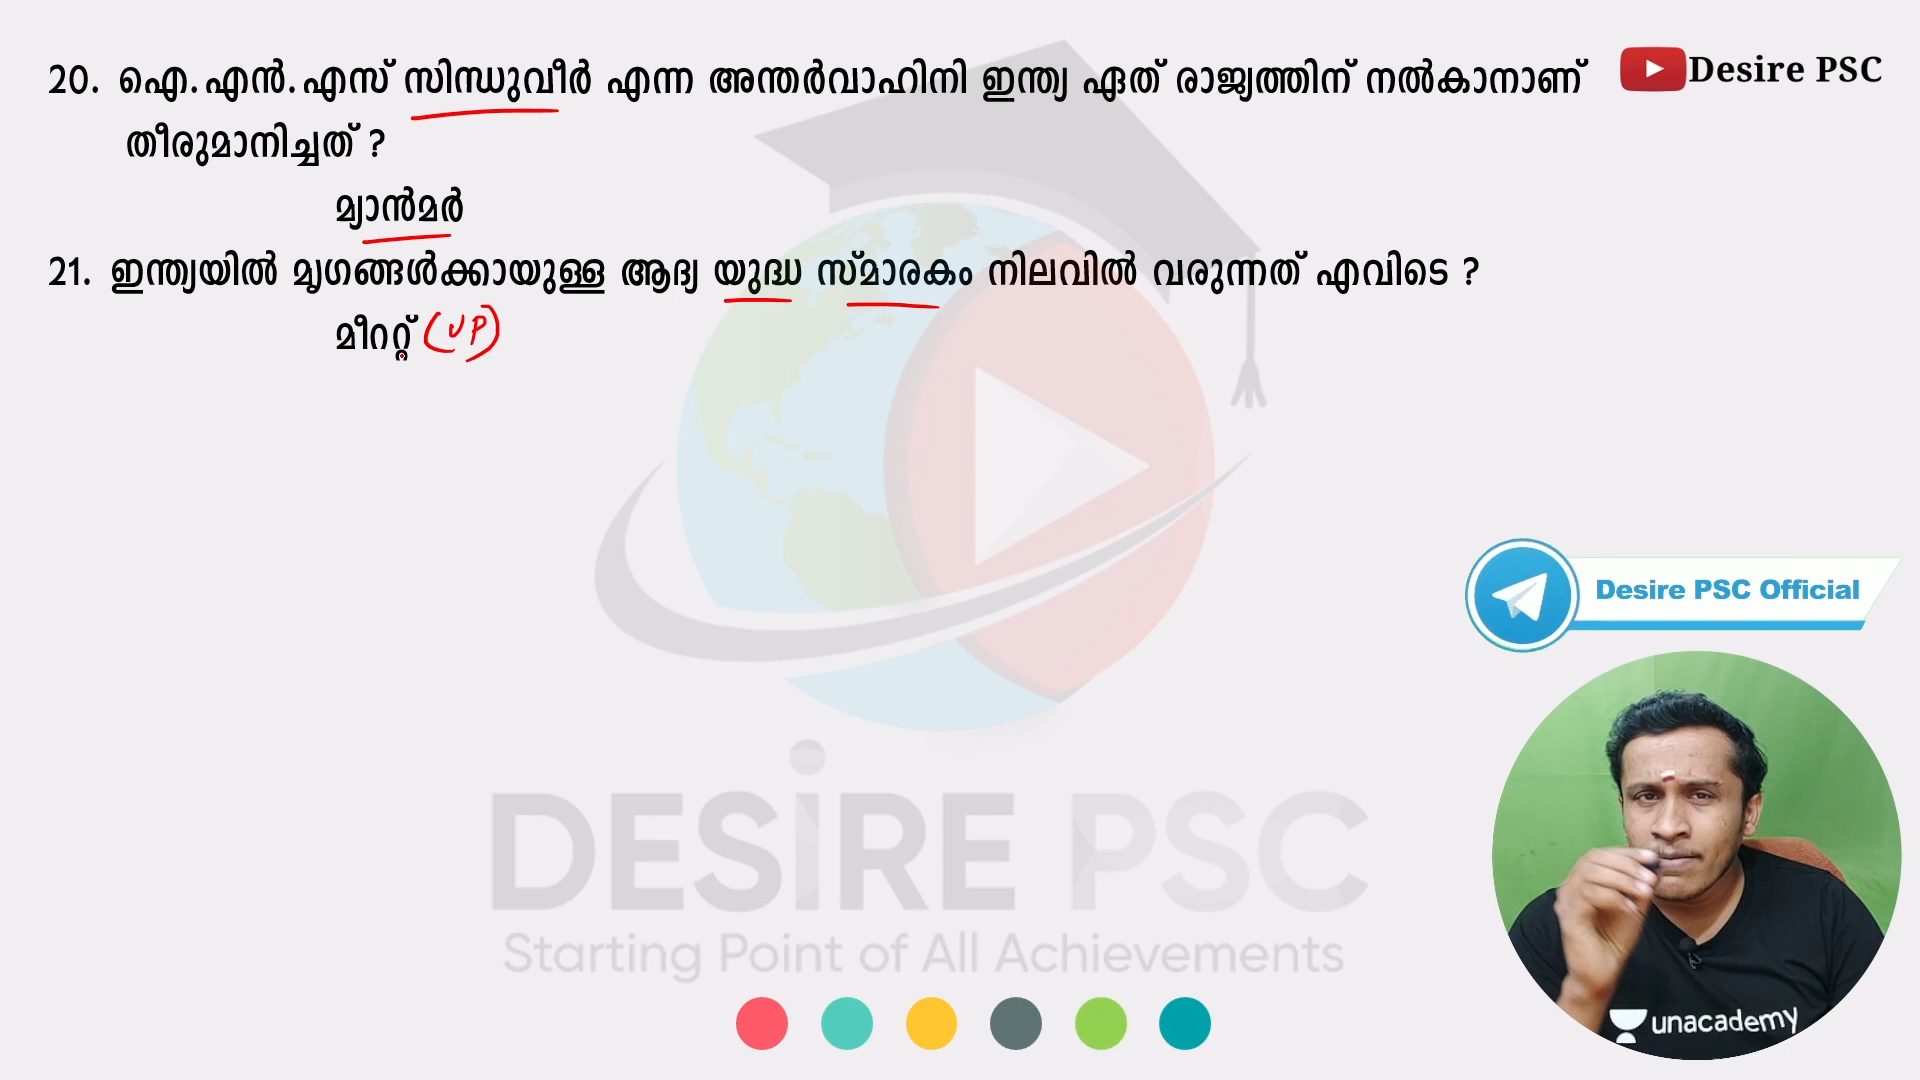 20. ഐ.എൻ.എസ് സിന്ധുവീർ എന്ന അന്തർവാഹിനി ഇന്ത്യ ഏത് രാജ്യത്തിന് നൽകാനാണ്
തീരുമാനിച്ചത് ?
മ്യാൻമർ
21. ഇന്ത്യയിൽ മൃഗങ്ങൾക്കായുള്ള ആദ്യ യുദ്ധ സ്മാരകം നിലവിൽ വരുന്നത് എവിടെ ?
മീററ്റ് (UP)
Desire PSC
Desire PSC Official
DESIRE PSC
Starting Point of All Achievements
unacademy